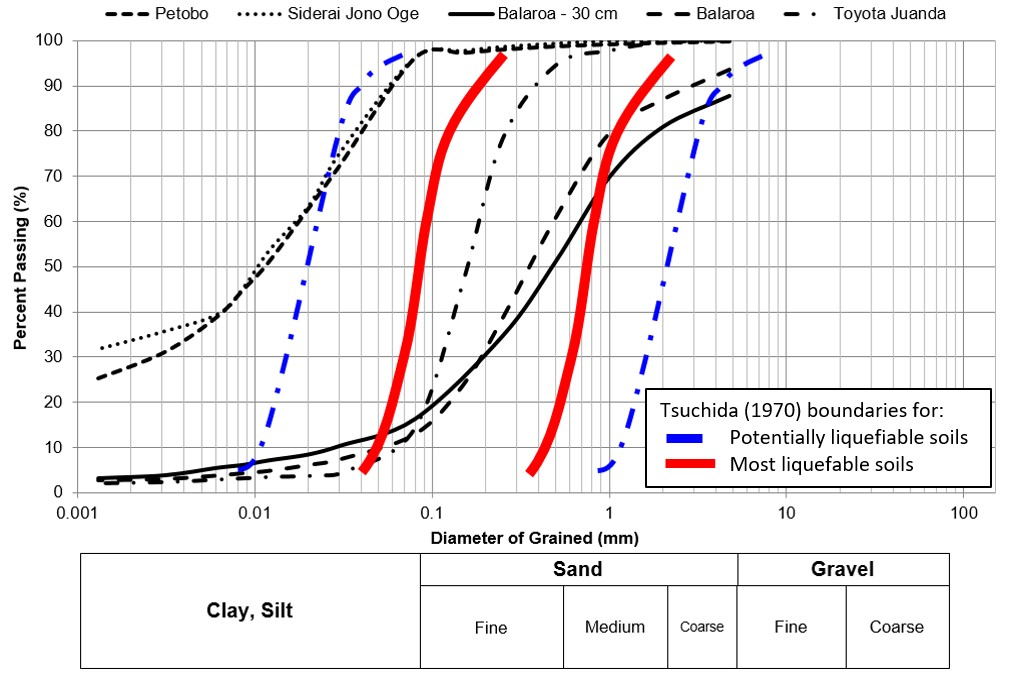 Petobo Siderai Jono Oge Balaroa - 30 cm Balaroa Toyota Juanda
100
90
80
70
60
50
40
30
20
10
0
Percent Passing (%)
0.001 0.01 0.1 1 10 100
Diameter of Grained (mm)
Tsuchida (1970) boundaries for:
Potentially liquefiable soils
Most liquefable soils
Clay, Silt
Sand Gravel
Fine Medium Coarse Fine Coarse